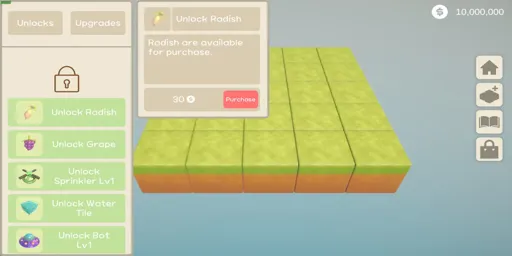 Unlocks
Upgrades
Unlock Radish
Unlock Grape
Unlock
Sprinkler Lv1
Unlock Water
Tile
Unlock Bot
Lv1
Unlock Radish
Radish are available
for purchase.
30
Purchase
10,000,000